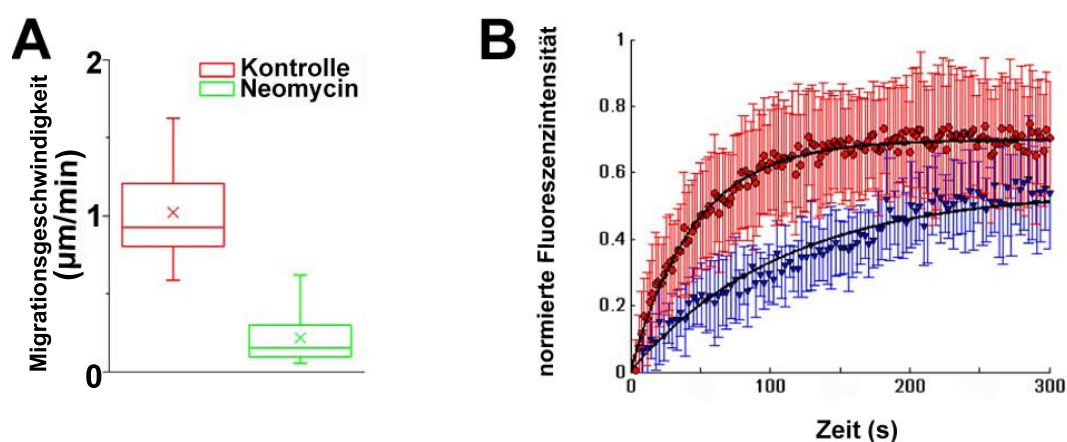 A
Migrationsgeschwindigkeit
(µm/min)
2
1
0
Kontrolle
Neomycin
B
normierte Fluoreszenzintensität
1
0.8
0.6
0.4
0.2
0
0
100
200
300
Zeit (s)